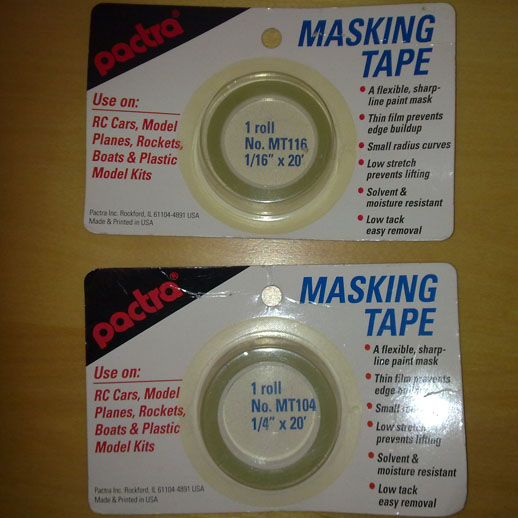 pactra®
MASKING
TAPE
Use on:
RC Cars, Model
Planes, Rockets,
Boats & Plastic
Model Kits
1 roll
No. MT116
1/16" x 20'
• A flexible, sharp-
line paint mask
• Thin film prevents
edge buildup
• Small radius curves
• Low stretch
prevents lifting
• Solvent &
moisture resistant
• Low tack
easy removal
Pactra Inc. Rockford, IL 61104-4891 USA
Made & Printed in USA
pactra®
MASKING
TAPE
Use on:
RC Cars, Model
Planes, Rockets,
Boats & Plastic
Model Kits
1 roll
No. MT104
1/4" x 20'
• A flexible, sharp-
line paint mask
• Thin film prevents
edge buildup
• Small
• Low stretch
prevents lifting
• Solvent &
moisture resistant
• Low tack
easy removal
Pactra Inc. Rockford, IL 61104-4891 USA
Made & Printed in USA